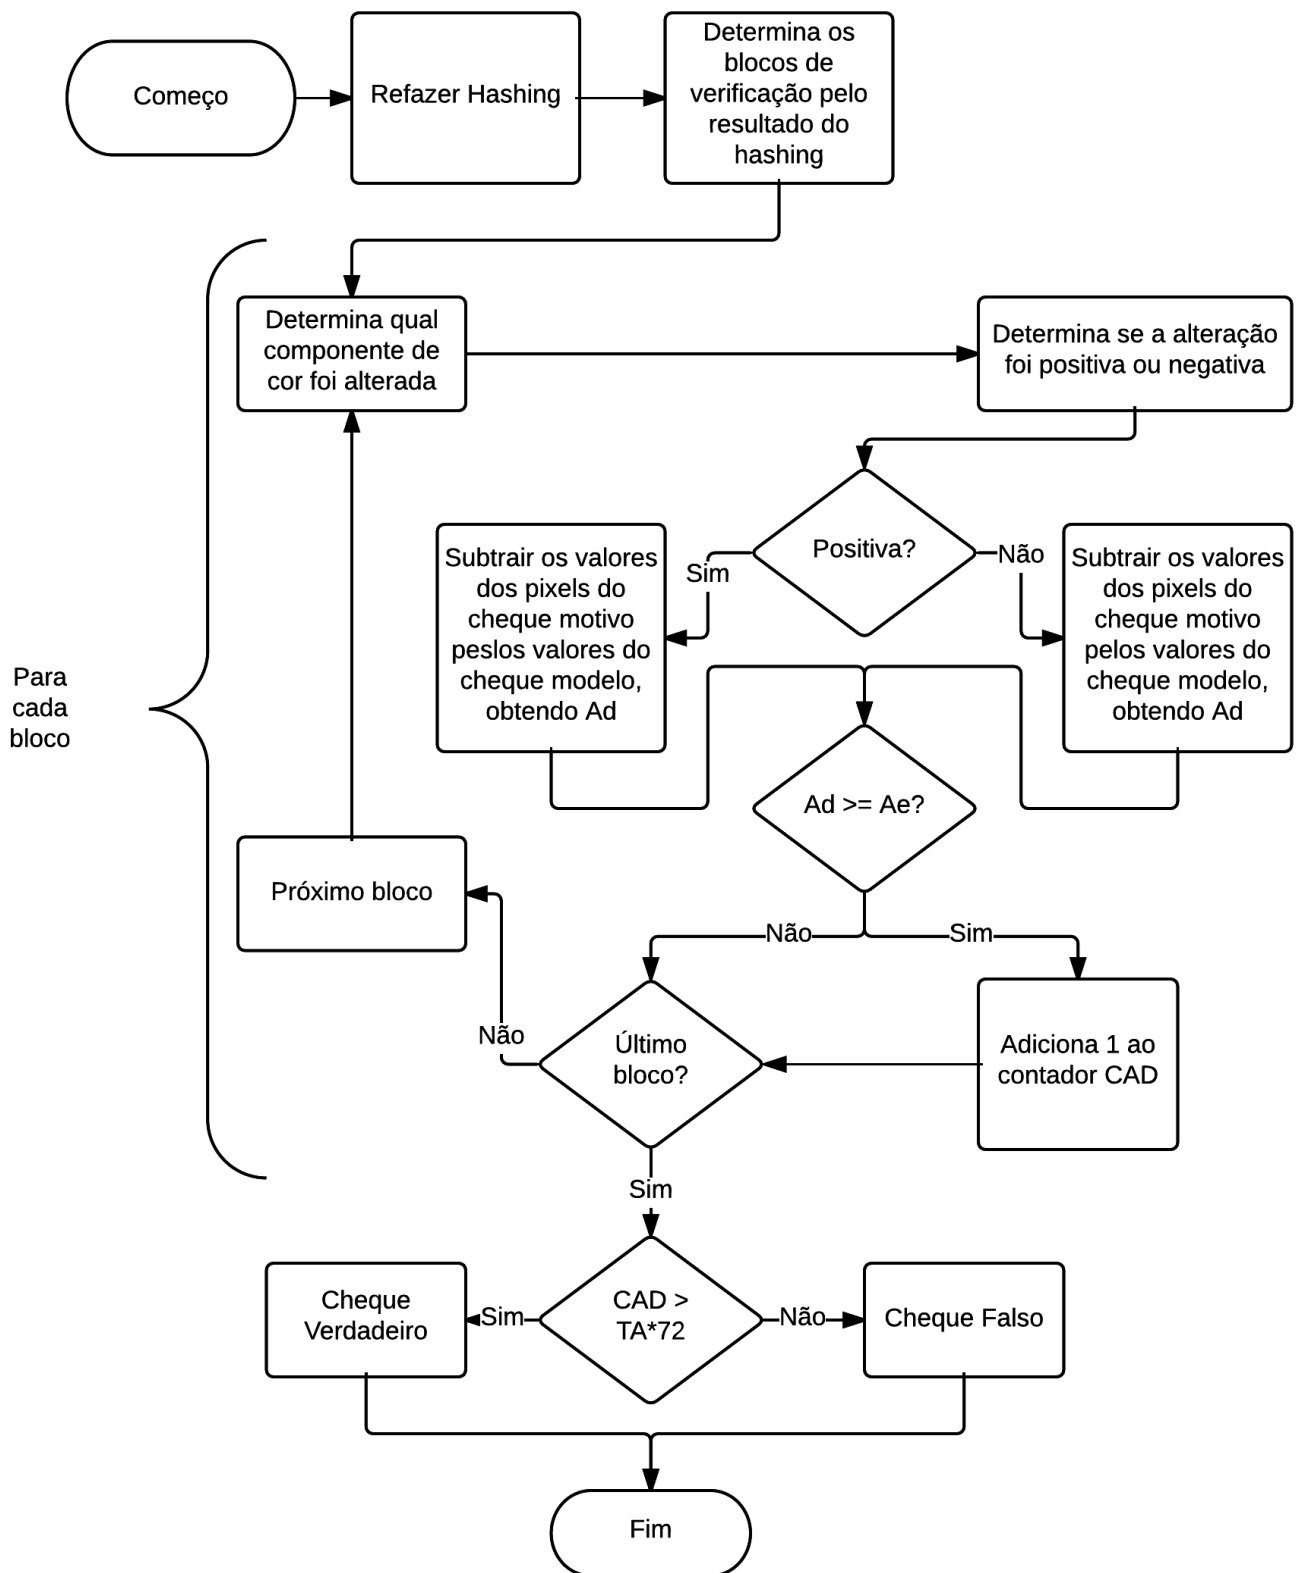 Começo
Refazer Hashing
Determina os
blocos de
verificação pelo
resultado do
hashing
Determina qual
componente de
cor foi alterada
Determina se a alteração
foi positiva ou negativa
Positiva?
Sim
Não
Subtrair os valores
dos pixels do
cheque motivo
peslos valores do
cheque modelo,
obtendo Ad
Subtrair os valores
dos pixels do
cheque motivo
pelos valores do
cheque modelo,
obtendo Ad
Para
cada
bloco
Ad >= Ae?
Próximo bloco
Não
Sim
Não
Último
bloco?
Adiciona 1 ao
contador CAD
Sim
Cheque
Verdadeiro
Sim
CAD >
TA*72
Não
Cheque Falso
Fim